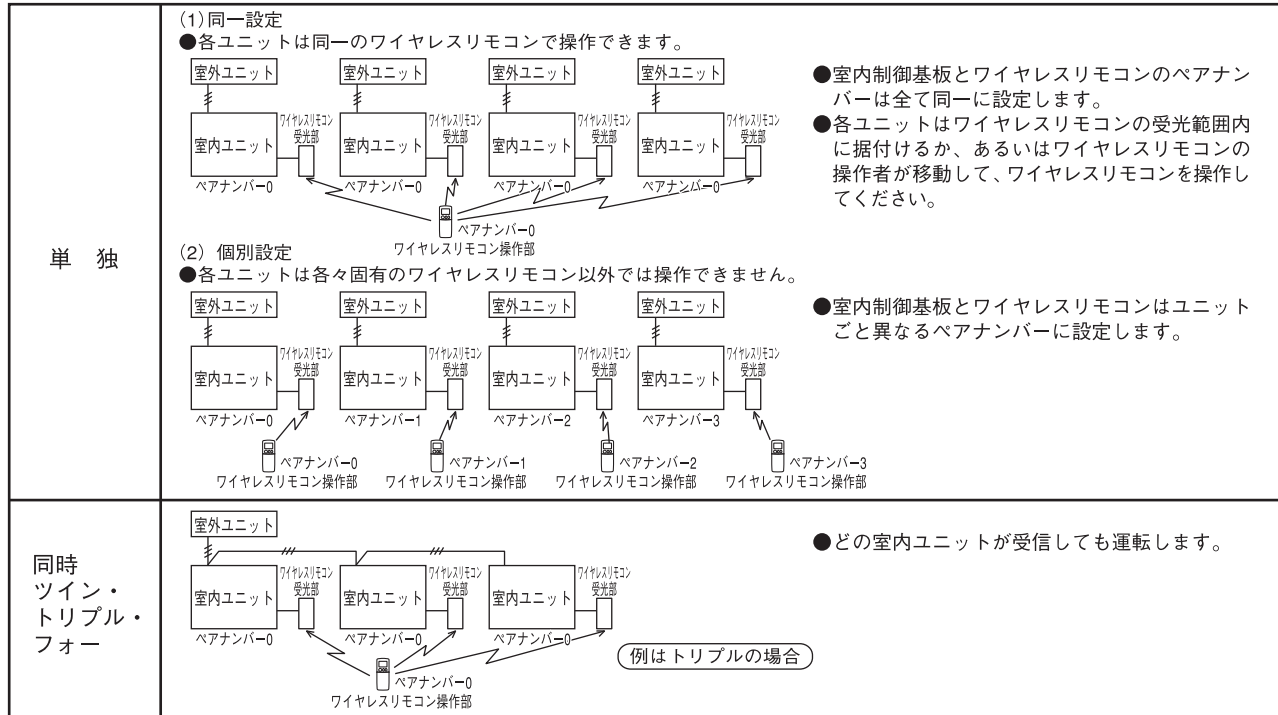 単 独
(1)同一設定
●各ユニットは同一のワイヤレスリモコンで操作できます。
室外ユニット 室外ユニット 室外ユニット 室外ユニット
室内ユニット ワイヤレスリモコン受光部 室内ユニット ワイヤレスリモコン受光部 室内ユニット ワイヤレスリモコン受光部 室内ユニット ワイヤレスリモコン受光部
ペアナンバー0 ペアナンバー0 ペアナンバー0 ペアナンバー0
ペアナンバー0
ワイヤレスリモコン操作部
●室内制御基板とワイヤレスリモコンのペアナン
バーは全て同一に設定します。
●各ユニットはワイヤレスリモコンの受光範囲内
に据付けるか、あるいはワイヤレスリモコンの
操作者が移動して、ワイヤレスリモコンを操作し
てください。
(2) 個別設定
●各ユニットは各々固有のワイヤレスリモコン以外では操作できません。
室外ユニット 室外ユニット 室外ユニット 室外ユニット
室内ユニット ワイヤレスリモコン受光部 室内ユニット ワイヤレスリモコン受光部 室内ユニット ワイヤレスリモコン受光部 室内ユニット ワイヤレスリモコン受光部
ペアナンバー0 ペアナンバー1 ペアナンバー2 ペアナンバー3
ペアナンバー0 ペアナンバー1 ペアナンバー2 ペアナンバー3
ワイヤレスリモコン操作部 ワイヤレスリモコン操作部 ワイヤレスリモコン操作部 ワイヤレスリモコン操作部
●室内制御基板とワイヤレスリモコンはユニット
ごと異なるペアナンバーに設定します。
同時
ツイン・
トリプル・
フォー
室外ユニット
室内ユニット ワイヤレスリモコン受光部 室内ユニット ワイヤレスリモコン受光部 室内ユニット ワイヤレスリモコン受光部
ペアナンバー0 ペアナンバー0 ペアナンバー0
ペアナンバー0
ワイヤレスリモコン操作部
例はトリプルの場合
●どの室内ユニットが受信しても運転します。